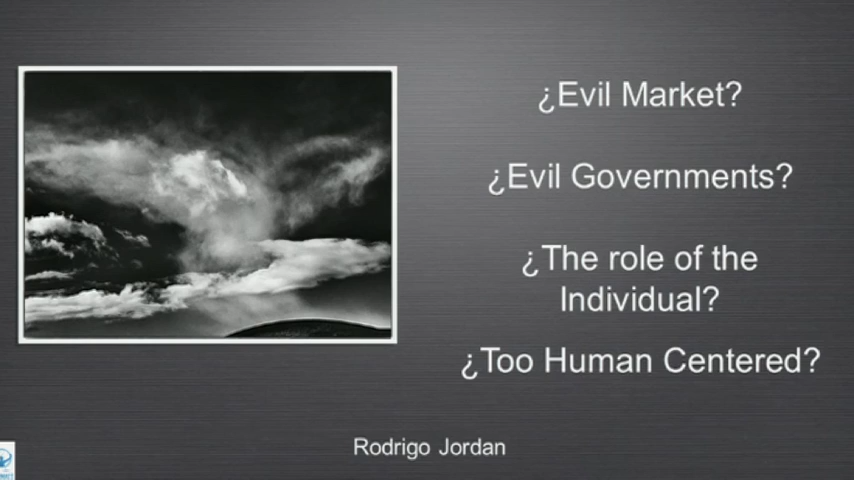 ¿Evil Market?
¿Evil Governments?
¿The role of the
Individual?
¿Too Human Centered?
Rodrigo Jordan